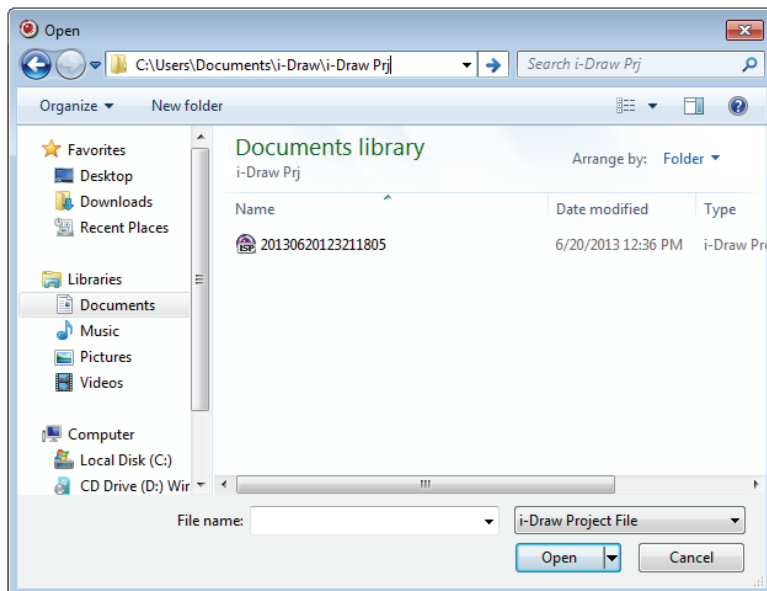 Open
C:\Users\Documents\i-Draw\i-Draw Prj
Search i-Draw Prj
Organize
New folder
Favorites
Desktop
Downloads
Recent Places
Libraries
Documents
Music
Pictures
Videos
Computer
Local Disk (C:)
CD Drive (D:) Wir
Documents library
i-Draw Prj
Arrange by: Folder
Name Date modified Type
ISP 20130620123211805 6/20/2013 12:36 PM i-Draw Pro
File name:
i-Draw Project File
Open Cancel